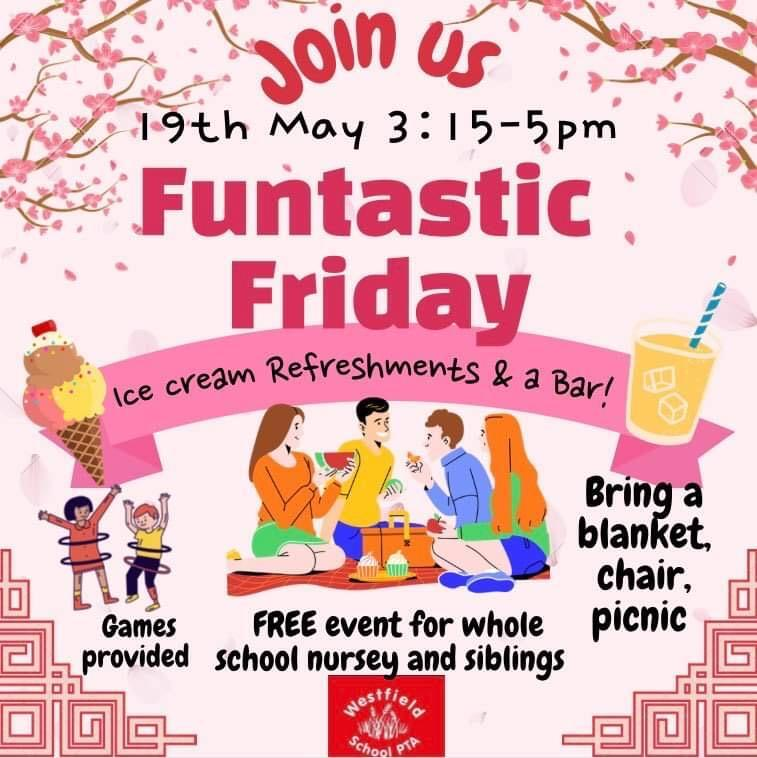 Join us
19th May 3:15-5pm
Funtastic
Friday
Ice cream Refreshments & a Bar!
Bring a
blanket,
chair,
picnic
Games
provided
FREE event for whole
school nursey and siblings
Westfield
School PTA